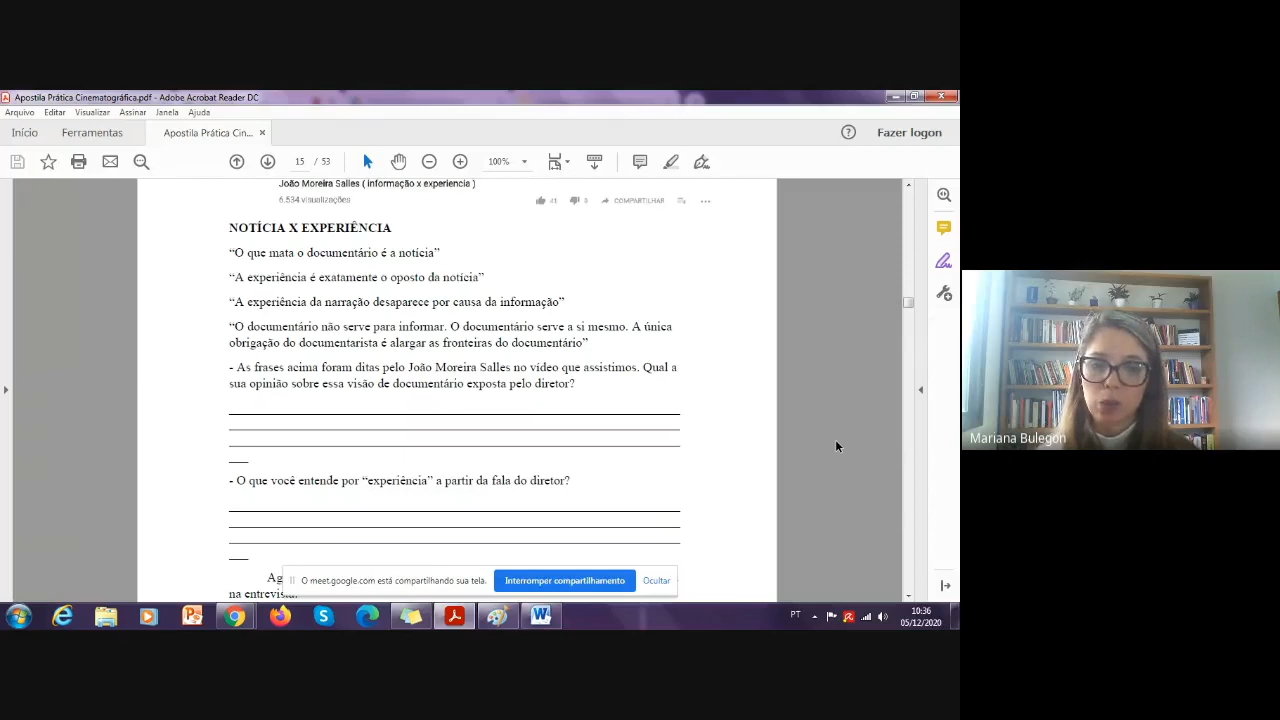 Apostila Prática Cinematográfica.pdf - Adobe Acrobat Reader DC
Arquivo Editar Visualizar Assinar Janela Ajuda
Início Ferramentas Apostila Prática Cin... × Fazer logon
15 / 53 100%
João Moreira Salles ( informação x experiencia )
6.534 visualizações 41 0 COMPARTILHAR
NOTÍCIA X EXPERIÊNCIA
“O que mata o documentário é a notícia”
“A experiência é exatamente o oposto da notícia”
“A experiência da narração desaparece por causa da informação”
“O documentário não serve para informar. O documentário serve a si mesmo. A única
obrigação do documentarista é alargar as fronteiras do documentário”
- As frases acima foram ditas pelo João Moreira Salles no vídeo que assistimos. Qual a
sua opinião sobre essa visão de documentário exposta pelo diretor?
- O que você entende por “experiência” a partir da fala do diretor?
Ag
na entrevista.
O meet.google.com está compartilhando sua tela. Interromper compartilhamento Ocultar
PT 10:36
05/12/2020
Mariana Bulegon